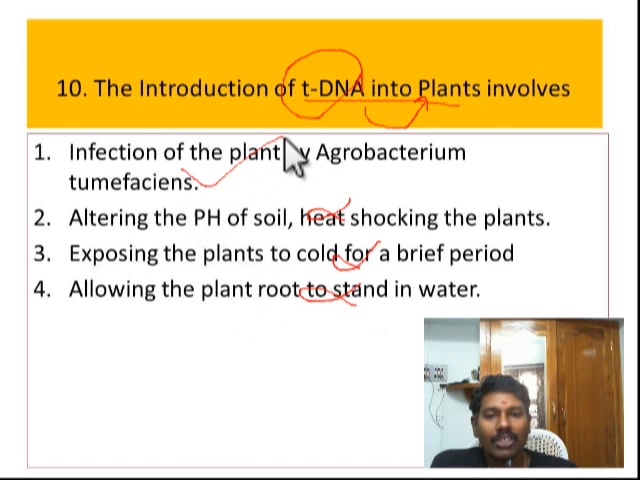 10. The Introduction of t-DNA into Plants involves
1. Infection of the plant by Agrobacterium
tumefaciens.
2. Altering the PH of soil, heat shocking the plants.
3. Exposing the plants to cold for a brief period
4. Allowing the plant root to stand in water.